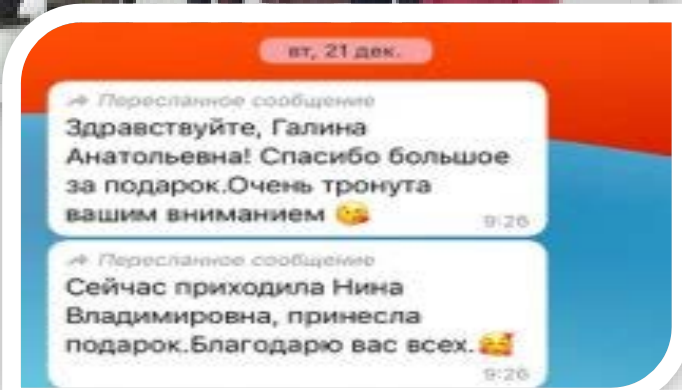 вт, 21 дек.
Пересланное сообщение
Здравствуйте, Галина
Анатольевна! Спасибо большое
за подарок.Очень тронута
вашим вниманием 😘
9:26
Пересланное сообщение
Сейчас приходила Нина
Владимировна, принесла
подарок.Благодарю вас всех.🥰
9:26